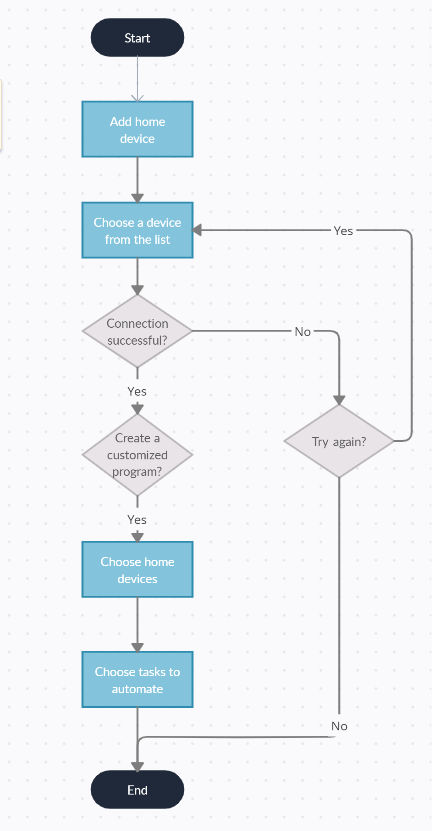 Start
Add home
device
Choose a device
from the list
Yes
Connection
successful?
No
Yes
Create a
customized
program?
Try again?
Yes
Choose home
devices
Choose tasks to
automate
No
End